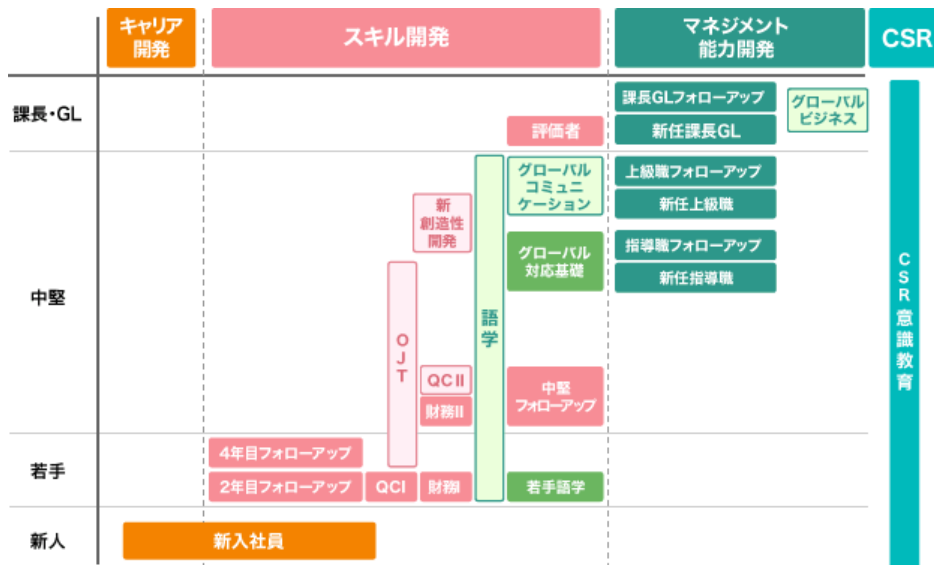 キャリア
開発
スキル開発
マネジメント
能力開発
CSR
課長・GL
課長GLフォローアップ
グローバル
ビジネス
評価者
新任課長GL
中堅
グローバル
コミュニ
ケーション
上級職フォローアップ
新任上級職
新
創造性
開発
グローバル
対応基礎
指導職フォローアップ
新任指導職
CSR意識教育
語学
OJT
QCII
財務II
中堅
フォローアップ
若手
4年目フォローアップ
2年目フォローアップ
QCI
財務I
若手語学
新人
新入社員